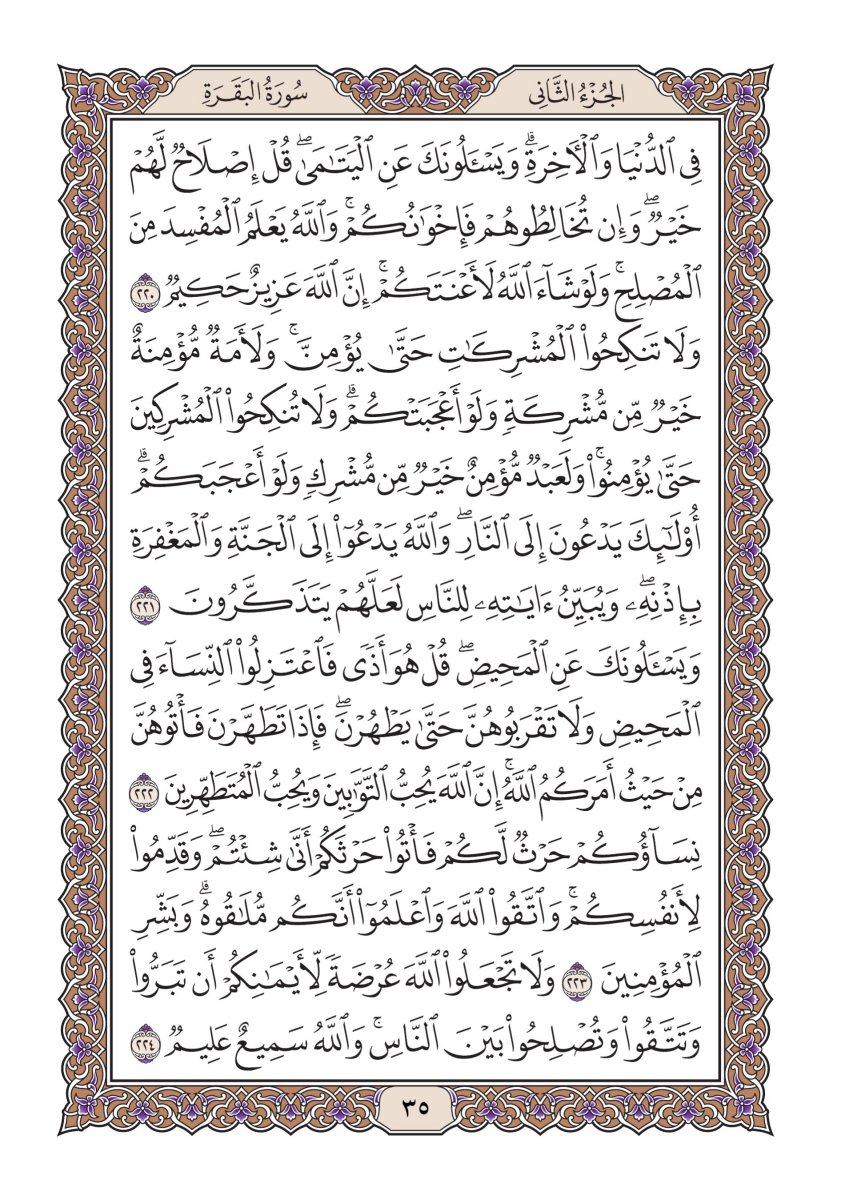 الجُزْءُ الثَّانِى
سُورَةُ البَقَرَةِ
فِى ٱلدُّنۡيَا وَٱلۡأٓخِرَةِۗ وَيَسۡـَٔلُونَكَ عَنِ ٱلۡيَتَٰمَىٰۖ قُلۡ إِصۡلَاحٌ لَّهُمۡ
خَيۡرٌۖ وَإِن تُخَالِطُوهُمۡ فَإِخۡوَٰنُكُمۡۚ وَٱللَّهُ يَعۡلَمُ ٱلۡمُفۡسِدَ مِنَ
ٱلۡمُصۡلِحِۚ وَلَوۡ شَآءَ ٱللَّهُ لَأَعۡنَتَكُمۡۚ إِنَّ ٱللَّهَ عَزِيزٌ حَكِيمٌ ٢٢٠
وَلَا تَنكِحُوا۟ ٱلۡمُشۡرِكَٰتِ حَتَّىٰ يُؤۡمِنَّۚ وَلَأَمَةٌ مُّؤۡمِنَةٌ
خَيۡرٌ مِّن مُّشۡرِكَةٍ وَلَوۡ أَعۡجَبَتۡكُمۡۗ وَلَا تُنكِحُوا۟ ٱلۡمُشۡرِكِينَ
حَتَّىٰ يُؤۡمِنُوا۟ۚ وَلَعَبۡدٌ مُّؤۡمِنٌ خَيۡرٌ مِّن مُّشۡرِكٍ وَلَوۡ أَعۡجَبَكُمۡۗ
أُو۟لَٰٓئِكَ يَدۡعُونَ إِلَى ٱلنَّارِۖ وَٱللَّهُ يَدۡعُوٓا۟ إِلَى ٱلۡجَنَّةِ وَٱلۡمَغۡفِرَةِ
بِإِذۡنِهِۦۖ وَيُبَيِّنُ ءَايَٰتِهِۦ لِلنَّاسِ لَعَلَّهُمۡ يَتَذَكَّرُونَ ٢٢١
وَيَسۡـَٔلُونَكَ عَنِ ٱلۡمَحِيضِۖ قُلۡ هُوَ أَذًى فَٱعۡتَزِلُوا۟ ٱلنِّسَآءَ فِى
ٱلۡمَحِيضِ وَلَا تَقۡرَبُوهُنَّ حَتَّىٰ يَطۡهُرۡنَۖ فَإِذَا تَطَهَّرۡنَ فَأۡتُوهُنَّ
مِنۡ حَيۡثُ أَمَرَكُمُ ٱللَّهُۚ إِنَّ ٱللَّهَ يُحِبُّ ٱلتَّوَّٰبِينَ وَيُحِبُّ ٱلۡمُتَطَهِّرِينَ ٢٢٢
نِسَآؤُكُمۡ حَرۡثٌ لَّكُمۡ فَأۡتُوا۟ حَرۡثَكُمۡ أَنَّىٰ شِئۡتُمۡۖ وَقَدِّمُوا۟
لِأَنفُسِكُمۡۚ وَٱتَّقُوا۟ ٱللَّهَ وَٱعۡلَمُوٓا۟ أَنَّكُم مُّلَٰقُوهُۗ وَبَشِّرِ
ٱلۡمُؤۡمِنِينَ ٢٢٣ وَلَا تَجۡعَلُوا۟ ٱللَّهَ عُرۡضَةً لِّأَيۡمَٰنِكُمۡ أَن تَبَرُّوا۟
وَتَتَّقُوا۟ وَتُصۡلِحُوا۟ بَيۡنَ ٱلنَّاسِۚ وَٱللَّهُ سَمِيعٌ عَلِيمٌ ٢٢٤
٣٥